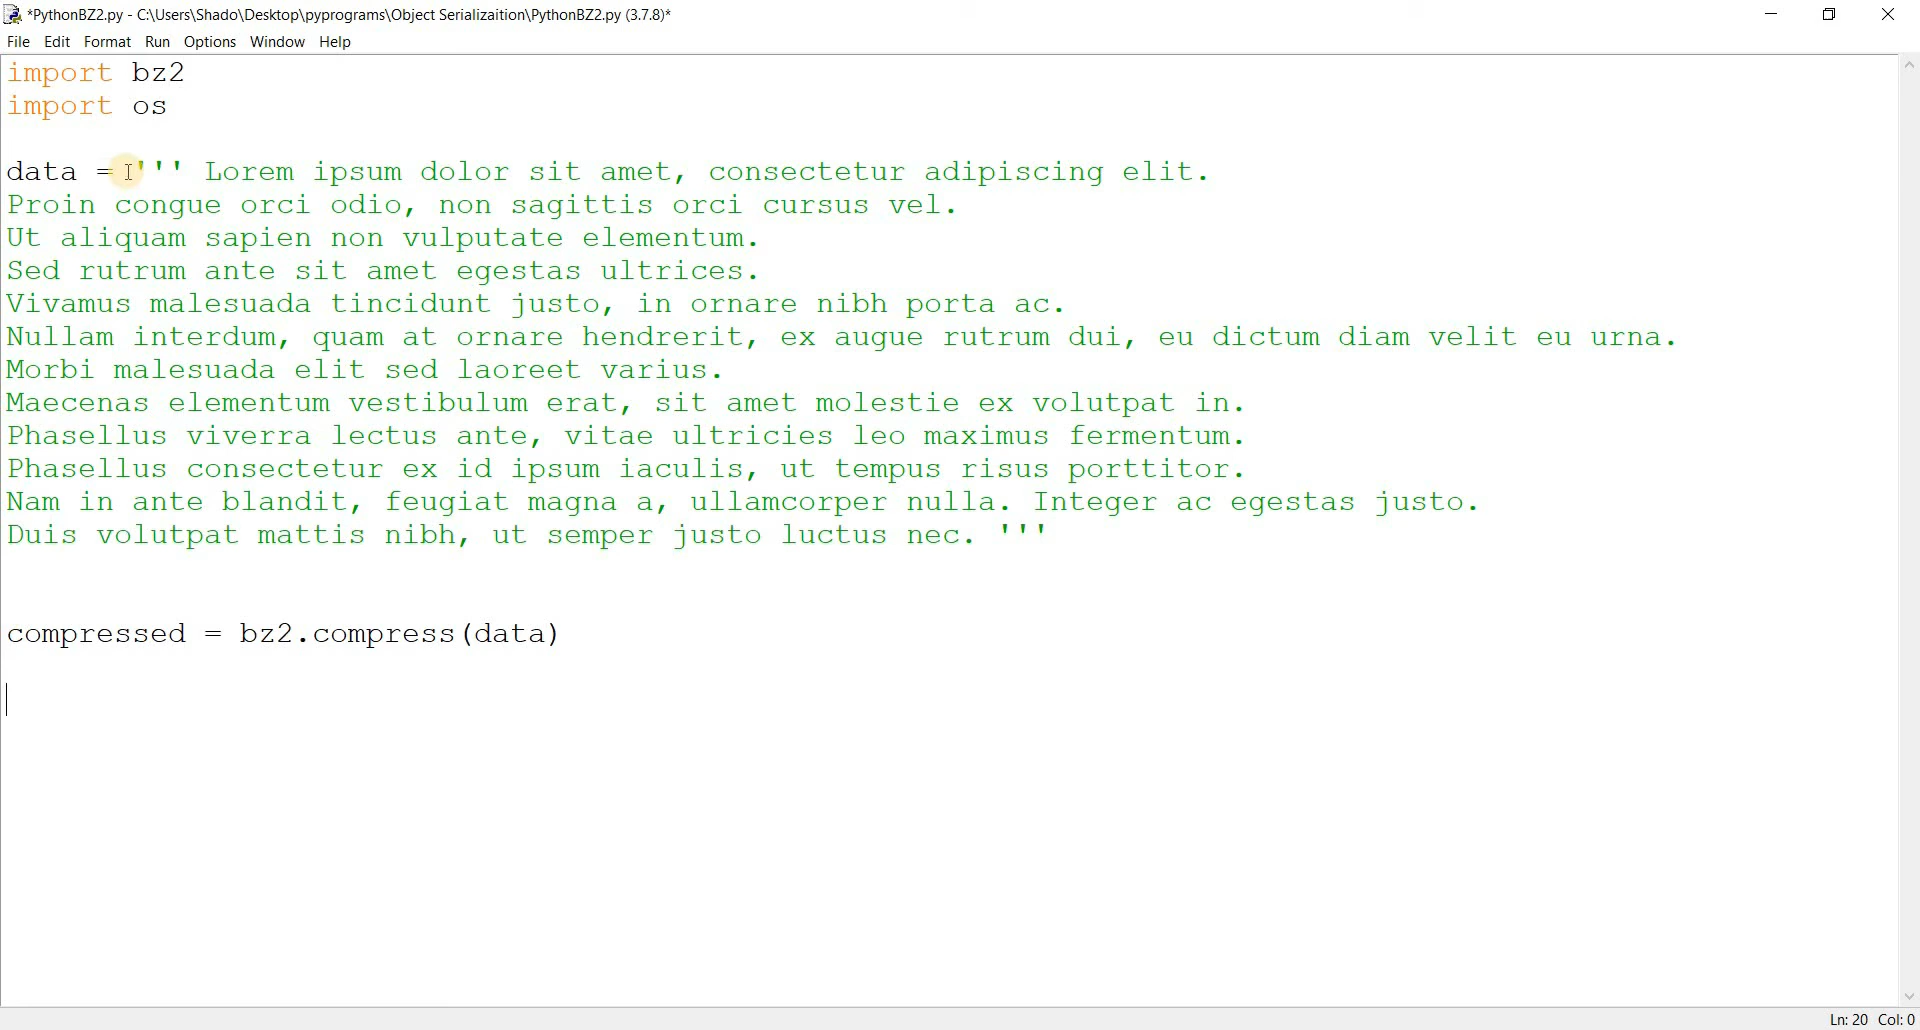 *PythonBZ2.py - C:\Users\Shado\Desktop\pyprograms\Object Serializaition\PythonBZ2.py (3.7.8)*
File Edit Format Run Options Window Help
import bz2
import os
data = ''' Lorem ipsum dolor sit amet, consectetur adipiscing elit.
Proin congue orci odio, non sagittis orci cursus vel.
Ut aliquam sapien non vulputate elementum.
Sed rutrum ante sit amet egestas ultrices.
Vivamus malesuada tincidunt justo, in ornare nibh porta ac.
Nullam interdum, quam at ornare hendrerit, ex augue rutrum dui, eu dictum diam velit eu urna.
Morbi malesuada elit sed laoreet varius.
Maecenas elementum vestibulum erat, sit amet molestie ex volutpat in.
Phasellus viverra lectus ante, vitae ultricies leo maximus fermentum.
Phasellus consectetur ex id ipsum iaculis, ut tempus risus porttitor.
Nam in ante blandit, feugiat magna a, ullamcorper nulla. Integer ac egestas justo.
Duis volutpat mattis nibh, ut semper justo luctus nec. '''
compressed = bz2.compress(data)
Ln: 20 Col: 0